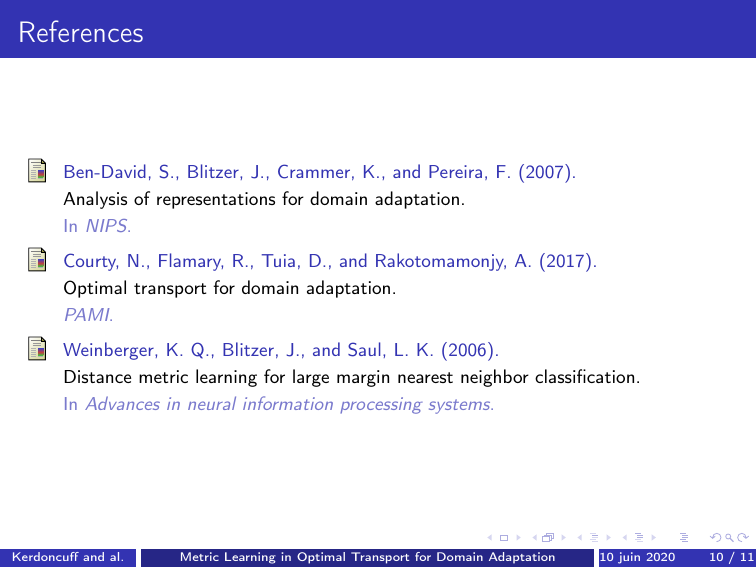 References
Ben-David, S., Blitzer, J., Crammer, K., and Pereira, F. (2007).
Analysis of representations for domain adaptation.
In NIPS.
Courty, N., Flamary, R., Tuia, D., and Rakotomamonjy, A. (2017).
Optimal transport for domain adaptation.
PAMI.
Weinberger, K. Q., Blitzer, J., and Saul, L. K. (2006).
Distance metric learning for large margin nearest neighbor classification.
In Advances in neural information processing systems.
Kerdoncuff and al. Metric Learning in Optimal Transport for Domain Adaptation 10 juin 2020 10 / 11